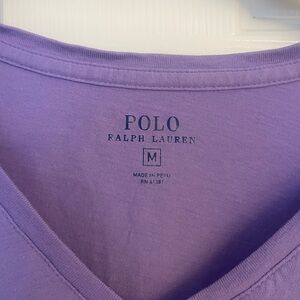 POLO
RALPH LAUREN
M
MADE IN PERU
RN 41381